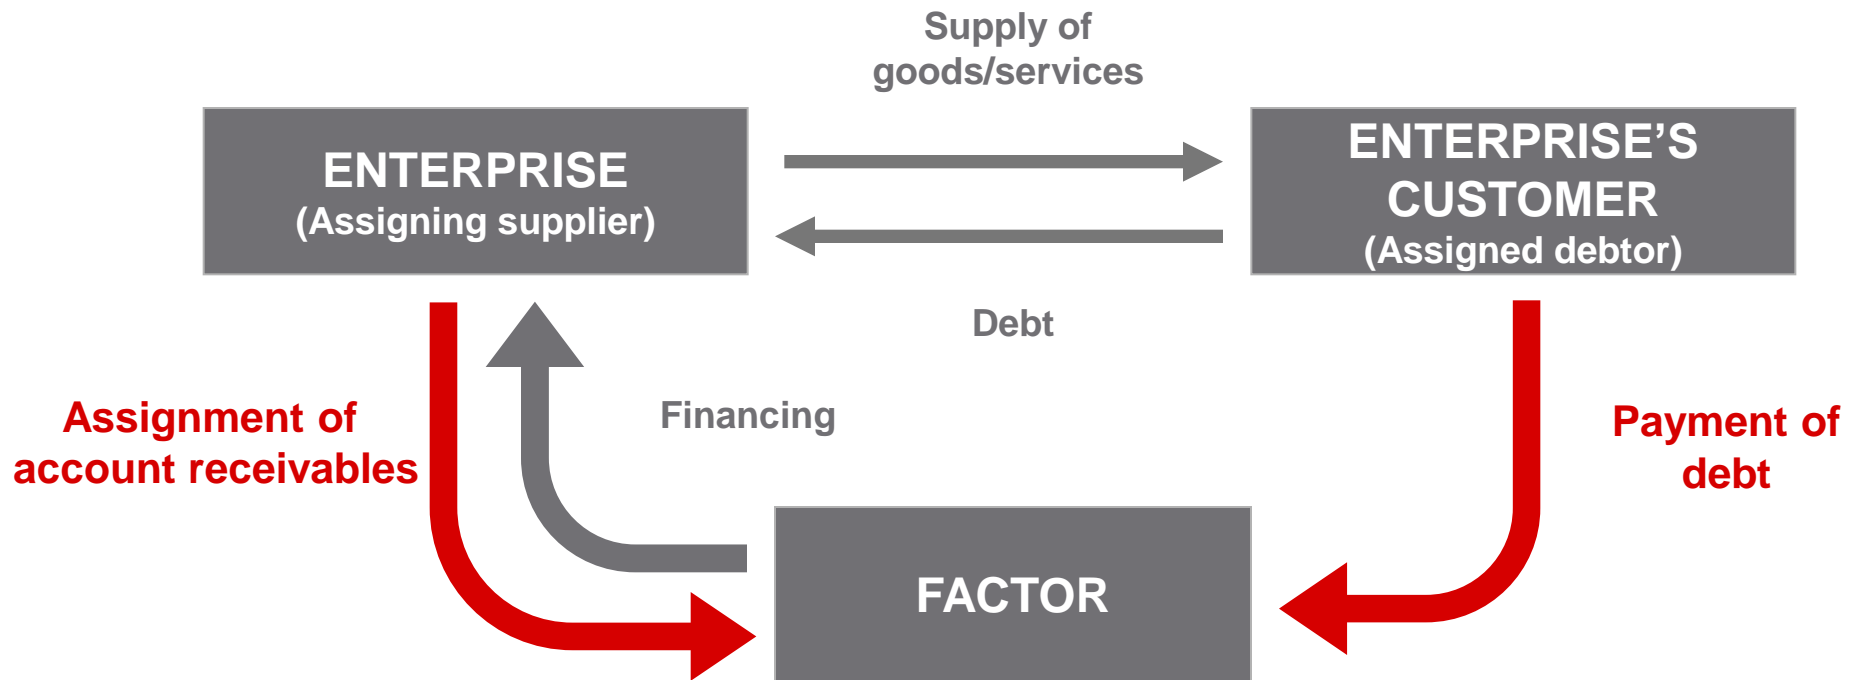 Supply of
goods/services
ENTERPRISE
(Assigning supplier)
ENTERPRISE’S
CUSTOMER
(Assigned debtor)
Debt
Assignment of
account receivables
Financing
Payment of
debt
FACTOR